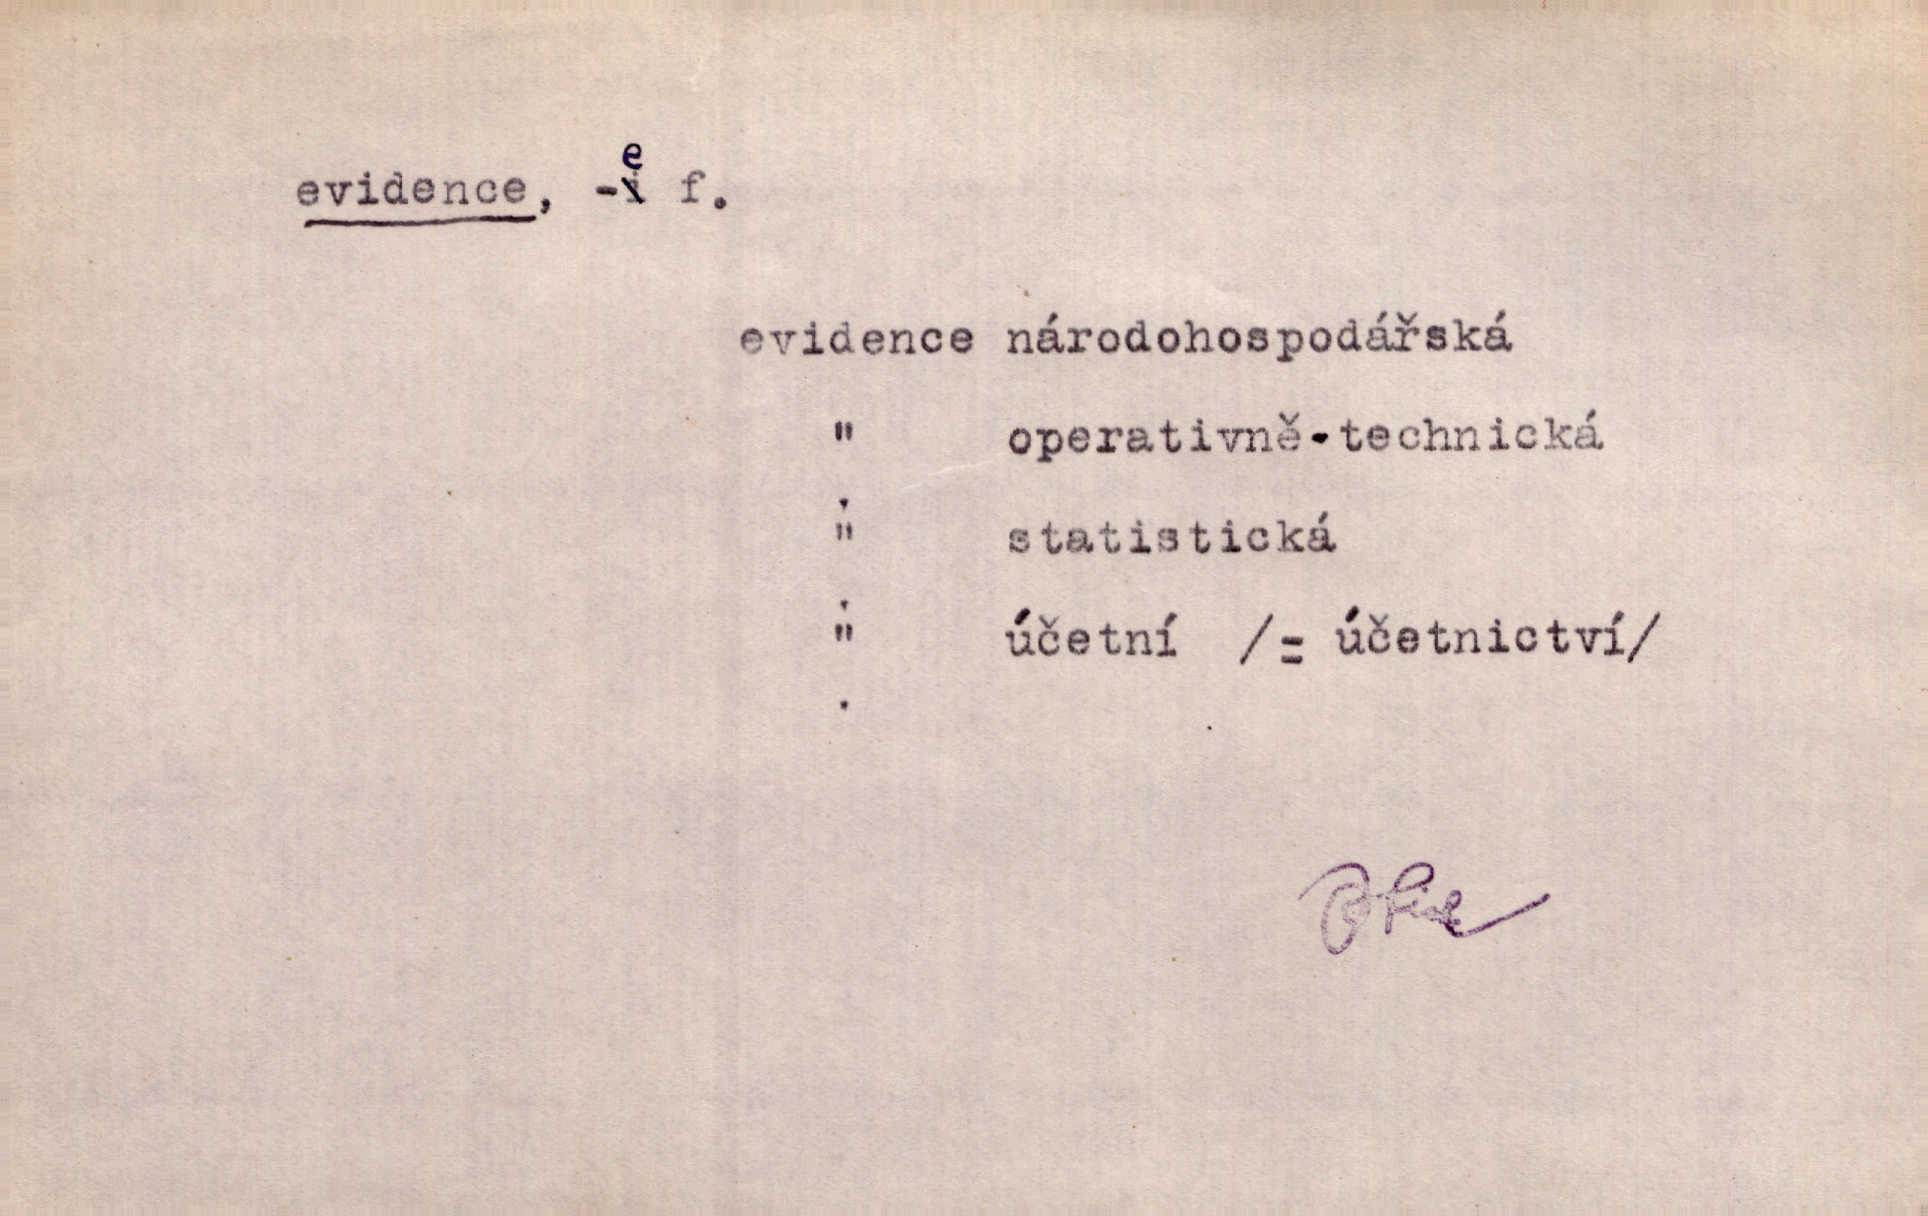 evidence, -e f.
evidence národohospodářská
" operativně-technická
" statistická
" účetní /= účetnictví/